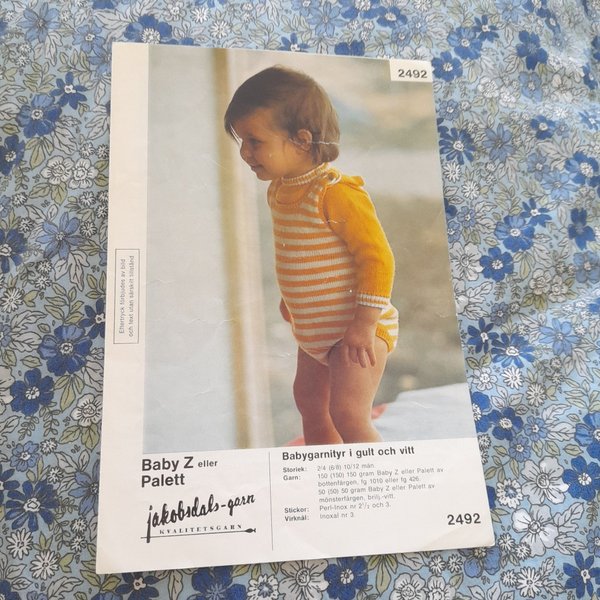 2492
Eftertryck förbjudes av bild
och text utan särskilt tillstånd
Baby Z eller
Palett
jakobsdals-garn
KVALITETSGARN
Babygarnityr i gult och vitt
Storlek: 2/4 (6/8) 10/12 mån
Garn: 150 (150) 150 gram Baby Z eller Palett av
bottenfärgen, fg 1010 eller fg 426.
50 (50) 50 gram Baby Z eller Palett av
mönsterfärgen, brilj.-vitt.
Stickor: Perl-Inox nr 2 1/2 och 3.
Virknål: Inoxal nr 3.
2492